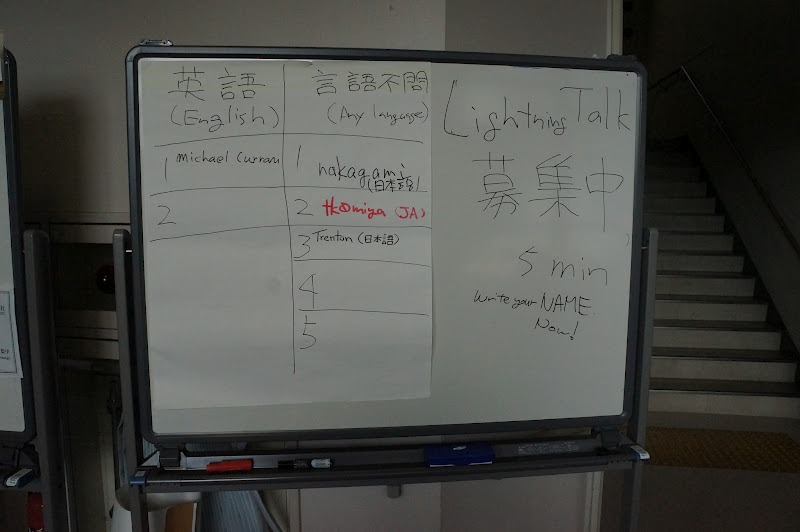 英語
(English)
1 Michael Curran
2
言語不問
(Any language)
1 nakagami
(日本語)
2 (JA)
3 Trenton (日本語)
4
5
Lightning Talk
募集中
5 min
Write your NAME.
Now!